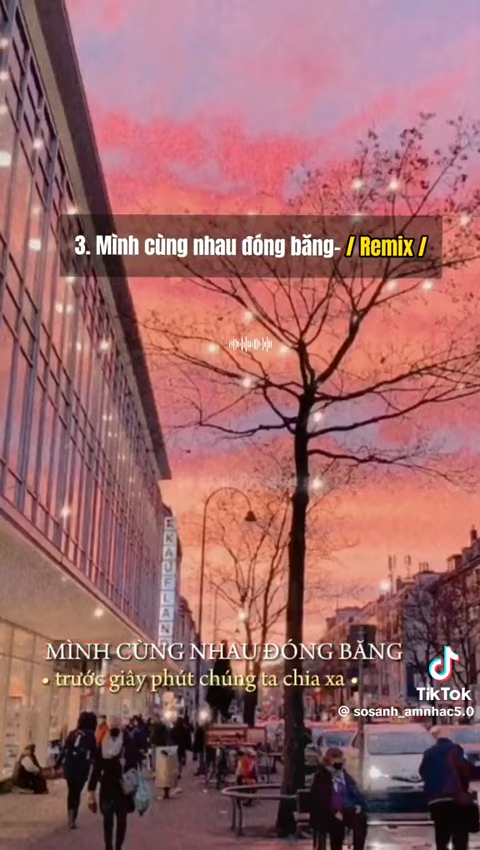 3. Mình cùng nhau đóng băng- / Remix /
KAUFLAND
MÌNH CÙNG NHAU ĐÓNG BĂNG
• trước giây phút chúng ta chia xa •
TikTok
@ sosanh_amnhac5.0